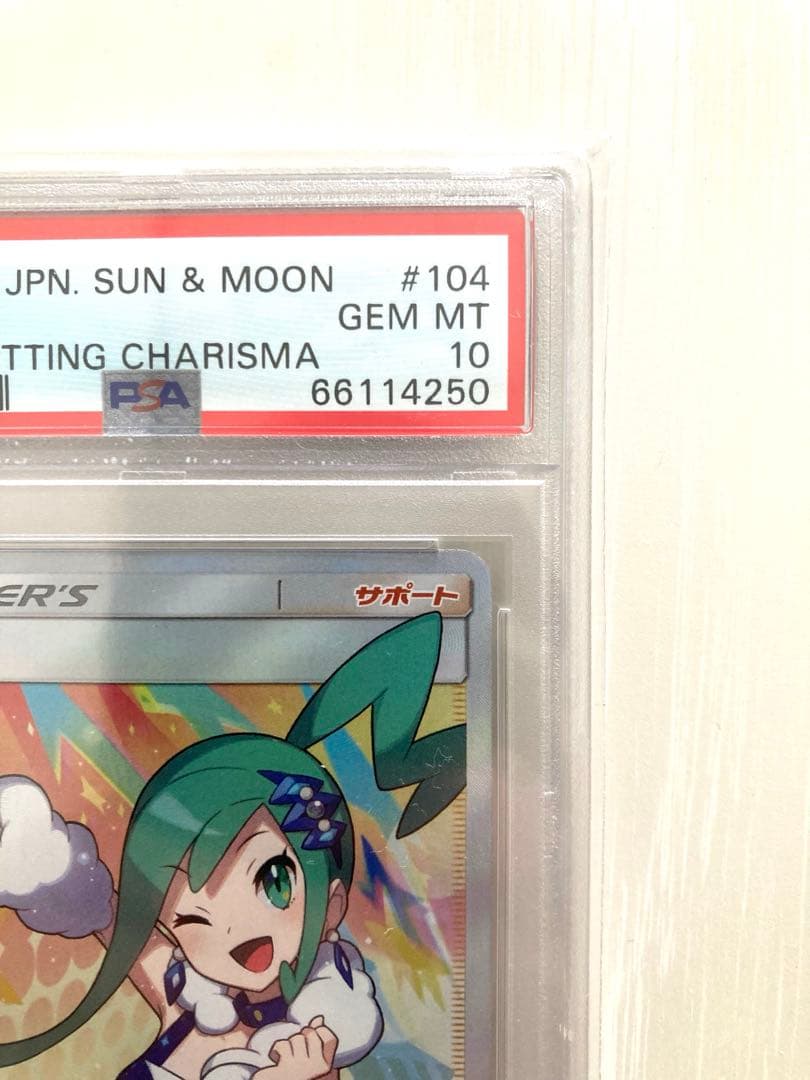 JPN. SUN & MOON #104
GEM MT
TTING CHARISMA 10
PSA 66114250
ER'S サポート